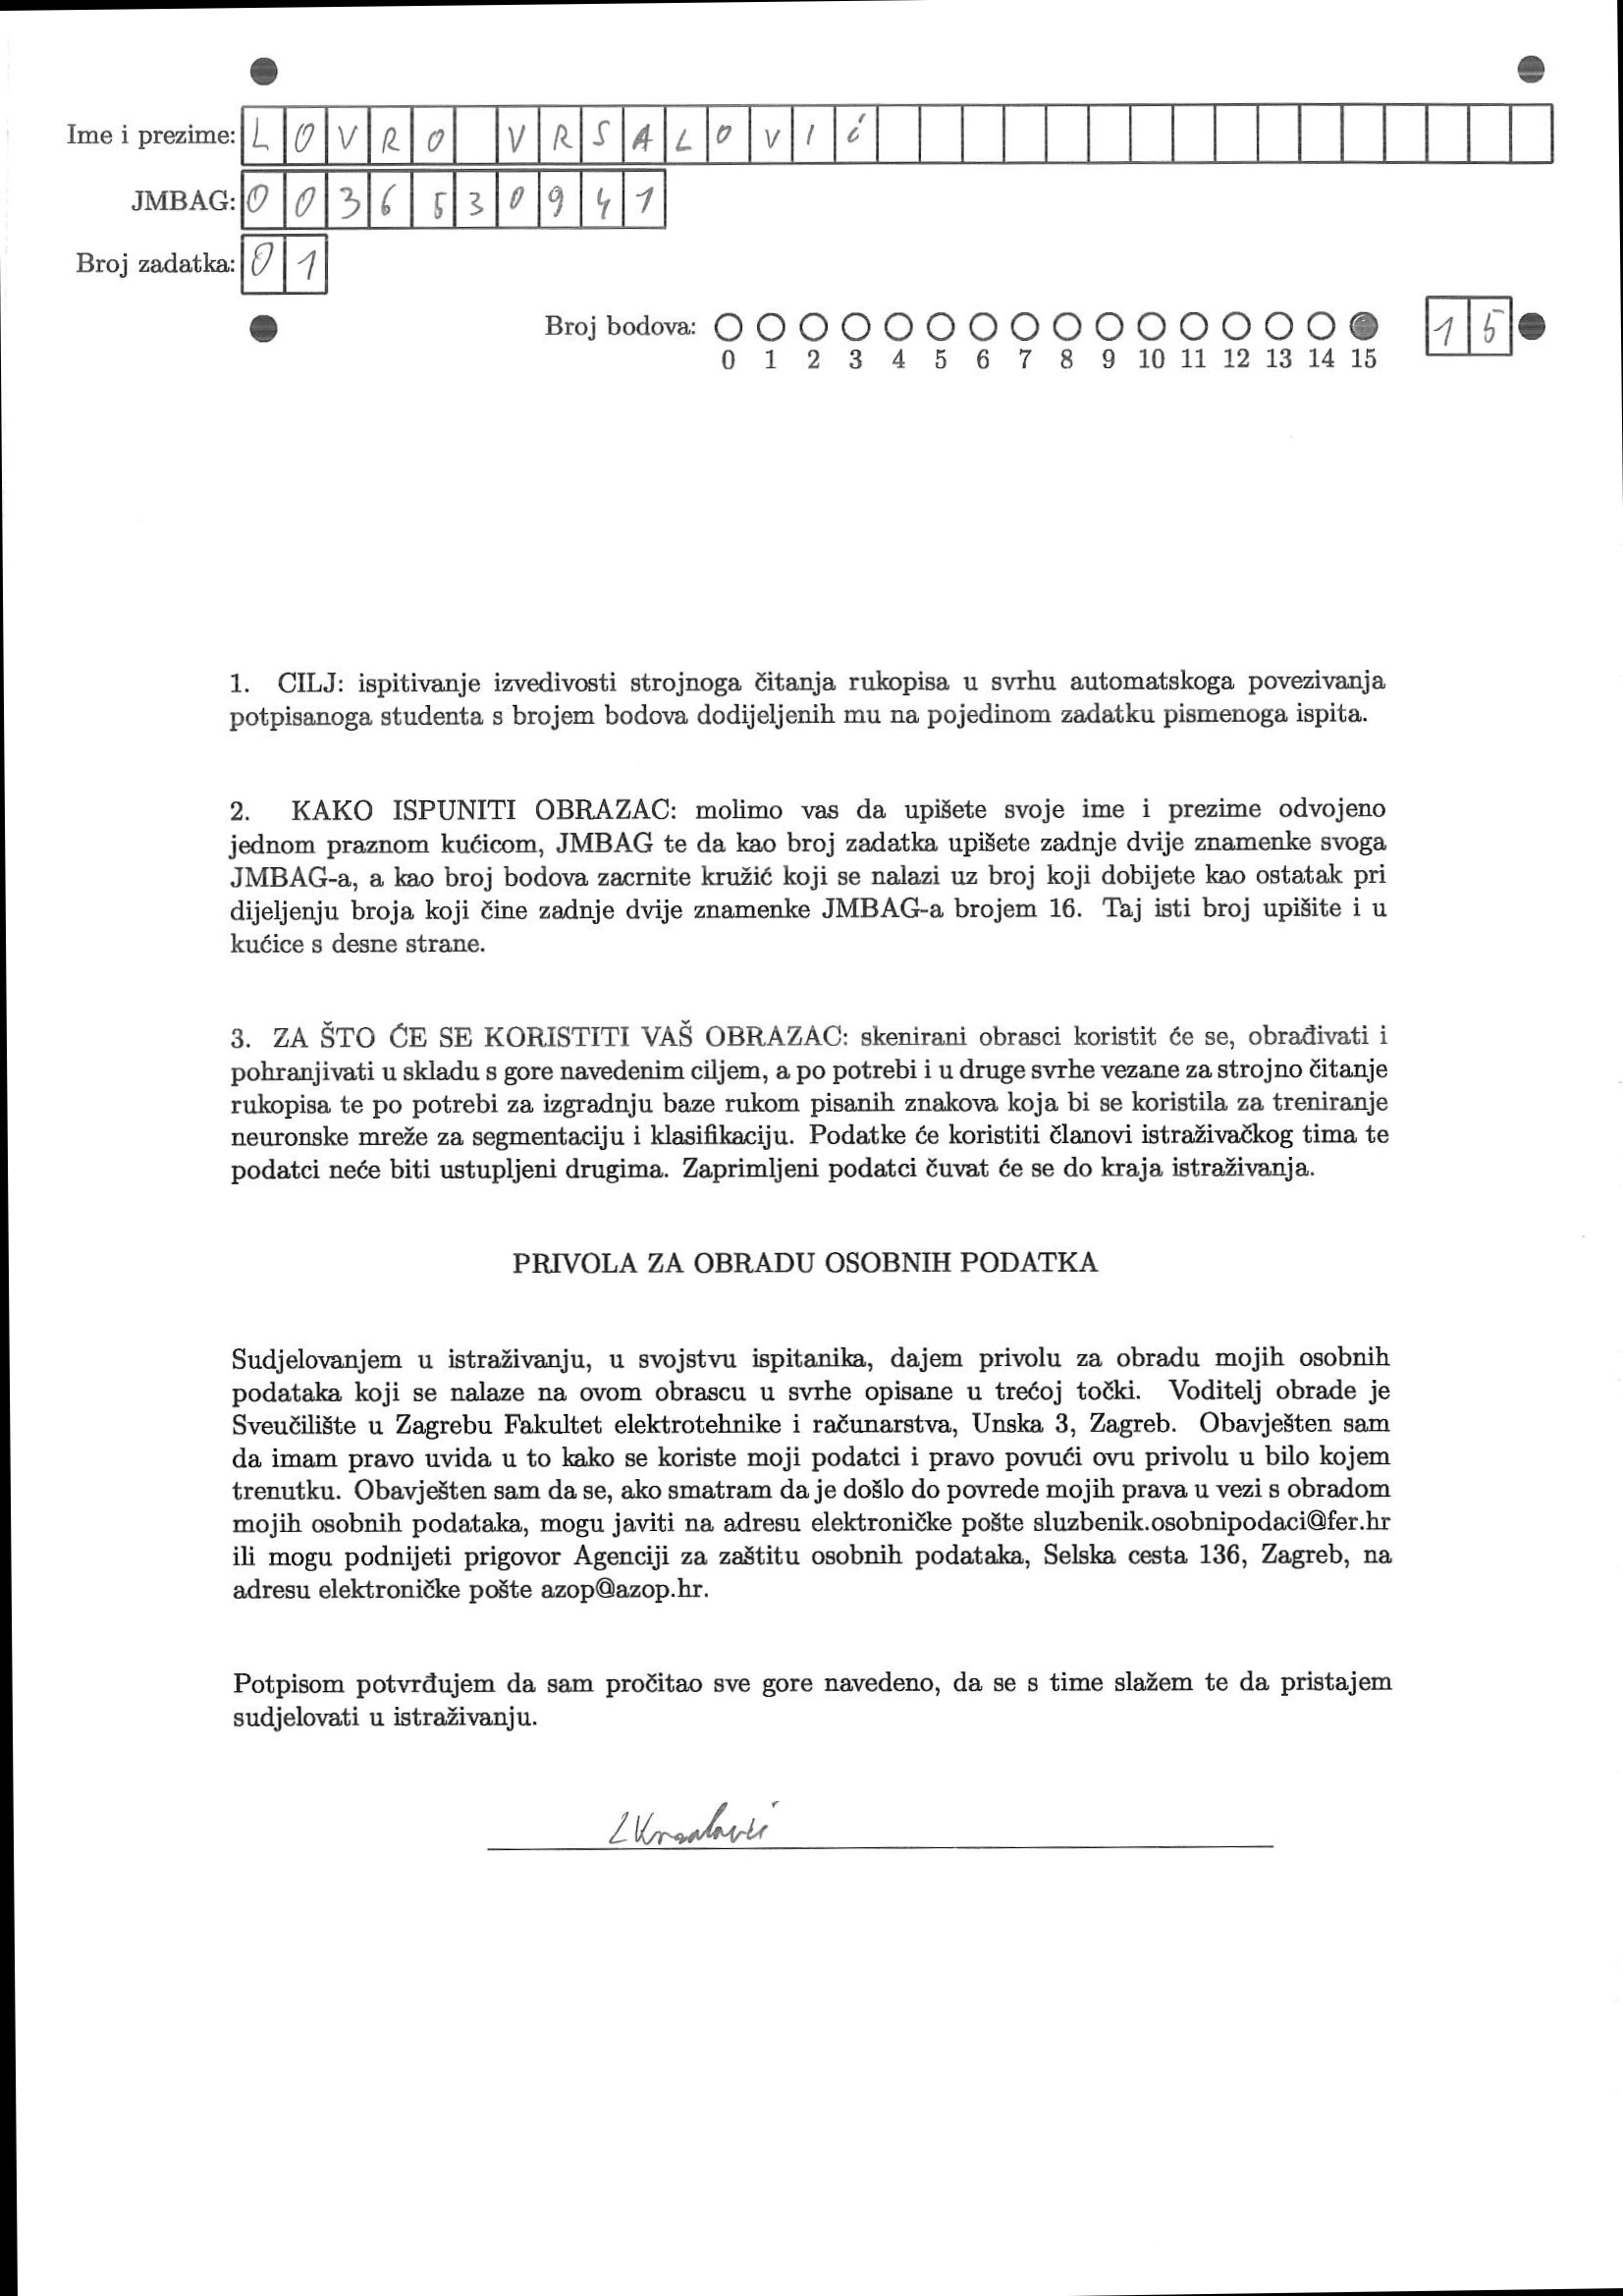 Ime i prezime: LOVRO VRSALOVIĆ
JMBAG: 0036530941
Broj zadatka: 01
Broj bodova: 0 1 2 3 4 5 6 7 8 9 10 11 12 13 14 15 15
1. CILJ: ispitivanje izvedivosti strojnoga čitanja rukopisa u svrhu automatskoga povezivanja
potpisanoga studenta s brojem bodova dodijeljenih mu na pojedinom zadatku pismenoga ispita.
2. KAKO ISPUNITI OBRAZAC: molimo vas da upišete svoje ime i prezime odvojeno
jednom praznom kućicom, JMBAG te da kao broj zadatka upišete zadnje dvije znamenke svoga
JMBAG-a, a kao broj bodova zacrnite kružić koji se nalazi uz broj koji dobijete kao ostatak pri
dijeljenju broja koji čine zadnje dvije znamenke JMBAG-a brojem 16. Taj isti broj upišite i u
kućice s desne strane.
3. ZA ŠTO ĆE SE KORISTITI VAŠ OBRAZAC: skenirani obrasci koristit će se, obrađivati i
pohranjivati u skladu s gore navedenim ciljem, a po potrebi i u druge svrhe vezane za strojno čitanje
rukopisa te po potrebi za izgradnju baze rukom pisanih znakova koja bi se koristila za treniranje
neuronske mreže za segmentaciju i klasifikaciju. Podatke će koristiti članovi istraživačkog tima te
podatci neće biti ustupljeni drugima. Zaprimljeni podatci čuvat će se do kraja istraživanja.
PRIVOLA ZA OBRADU OSOBNIH PODATKA
Sudjelovanjem u istraživanju, u svojstvu ispitanika, dajem privolu za obradu mojih osobnih
podataka koji se nalaze na ovom obrascu u svrhe opisane u trećoj točki. Voditelj obrade je
Sveučilište u Zagrebu Fakultet elektrotehnike i računarstva, Unska 3, Zagreb. Obavješten sam
da imam pravo uvida u to kako se koriste moji podatci i pravo povući ovu privolu u bilo kojem
trenutku. Obavješten sam da se, ako smatram da je došlo do povrede mojih prava u vezi s obradom
mojih osobnih podataka, mogu javiti na adresu elektroničke pošte sluzbenik.osobnipodaci@fer.hr
ili mogu podnijeti prigovor Agenciji za zaštitu osobnih podataka, Selska cesta 136, Zagreb, na
adresu elektroničke pošte azop@azop.hr.
Potpisom potvrđujem da sam pročitao sve gore navedeno, da se s time slažem te da pristajem
sudjelovati u istraživanju.
LVrsalović